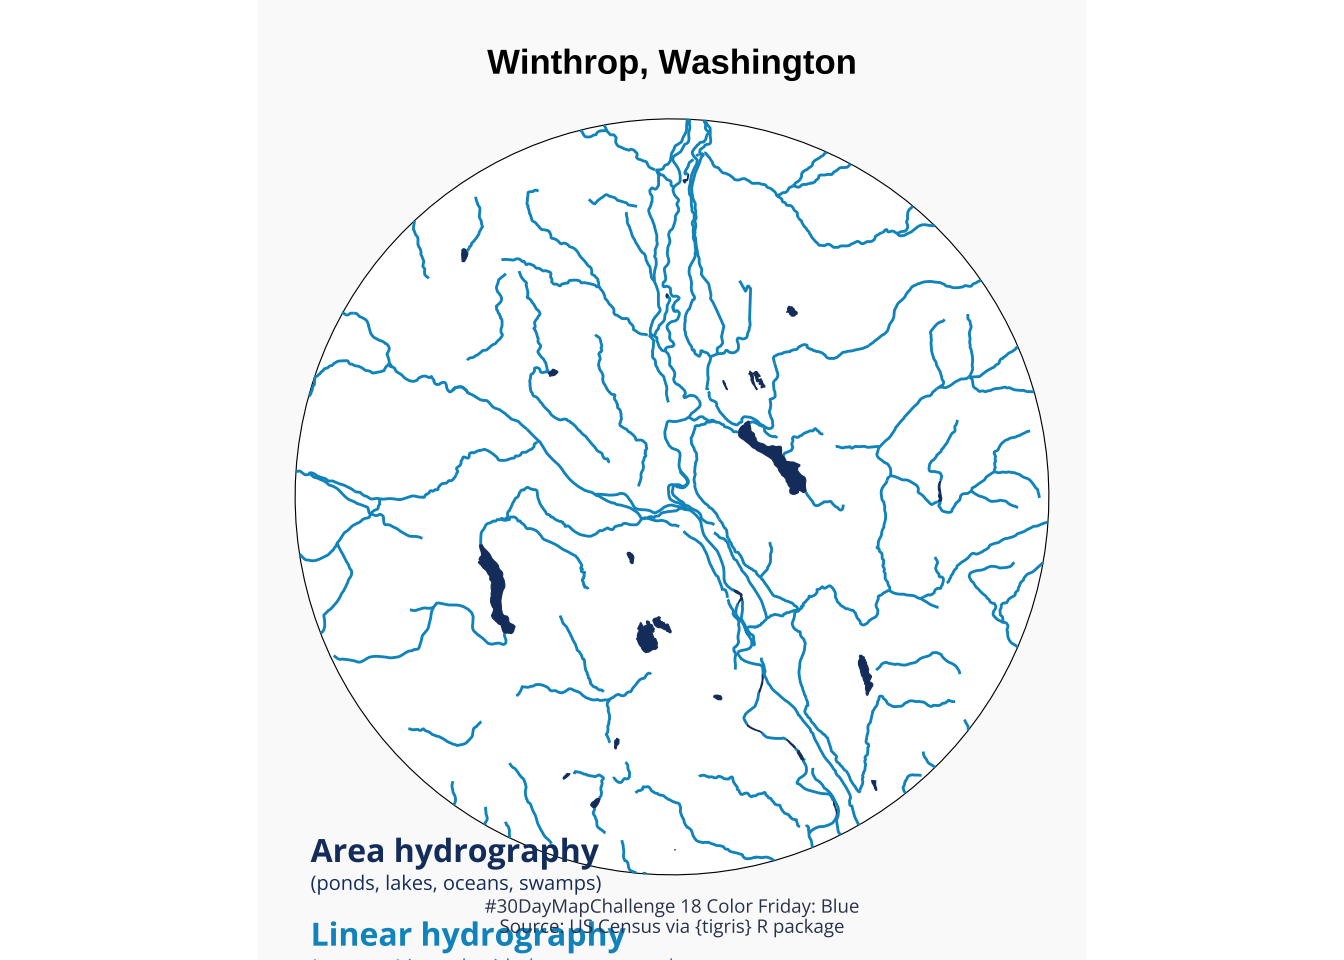 Winthrop, Washington
Area hydrography
(ponds, lakes, oceans, swamps)
#30DayMapChallenge 18 Color Friday: Blue
Source: US Census via {tigris} R package
Linear hydrography